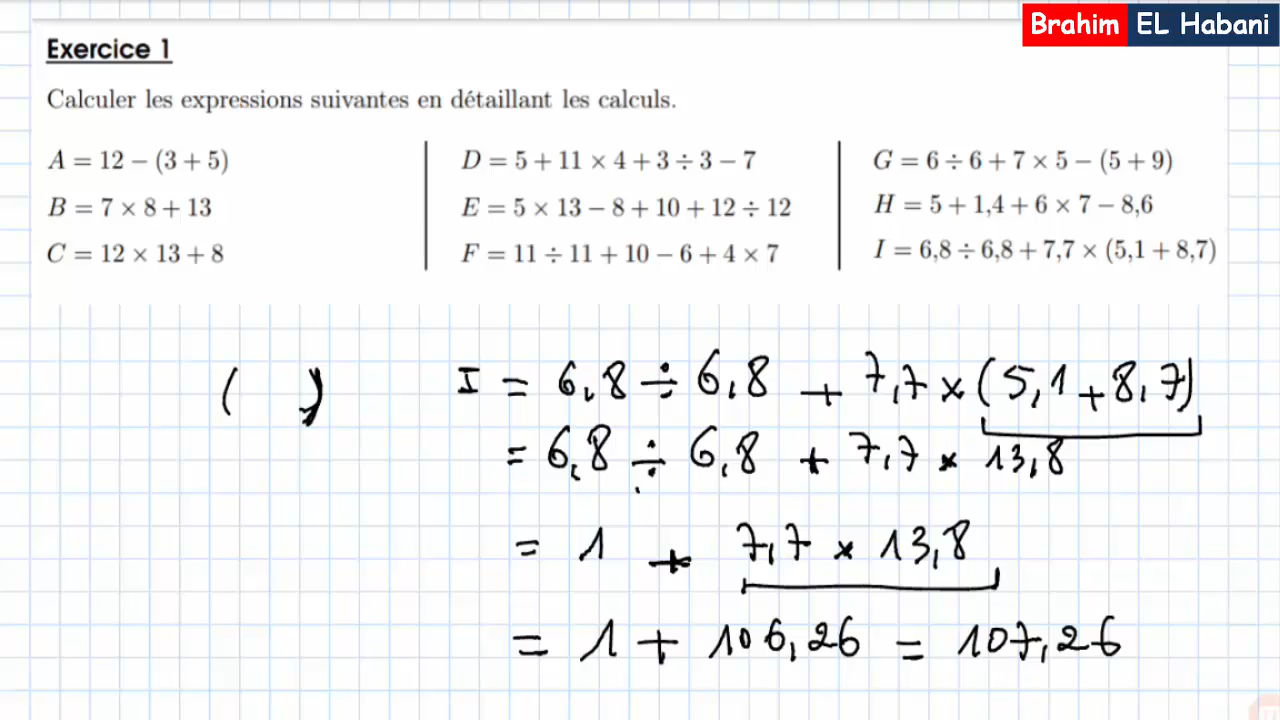 Brahim EL Habani
Exercice 1
Calculer les expressions suivantes en détaillant les calculs.
A = 12 − (3 + 5)
B = 7 × 8 + 13
C = 12 × 13 + 8
D = 5 + 11 × 4 + 3 ÷ 3 − 7
E = 5 × 13 − 8 + 10 + 12 ÷ 12
F = 11 ÷ 11 + 10 − 6 + 4 × 7
G = 6 ÷ 6 + 7 × 5 − (5 + 9)
H = 5 + 1,4 + 6 × 7 − 8,6
I = 6,8 ÷ 6,8 + 7,7 × (5,1 + 8,7)
( )
I = 6,8 ÷ 6,8 + 7,7 × (5,1 + 8,7)
= 6,8 ÷ 6,8 + 7,7 × 13,8
= 1 + 7,7 × 13,8
= 1 + 106,26 = 107,26